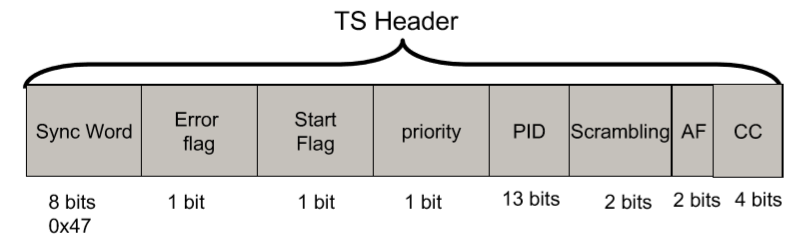 TS Header
Sync Word
Error
flag
Start
Flag
priority
PID
Scrambling
AF
CC
8 bits
0x47
1 bit
1 bit
1 bit
13 bits
2 bits
2 bits
4 bits